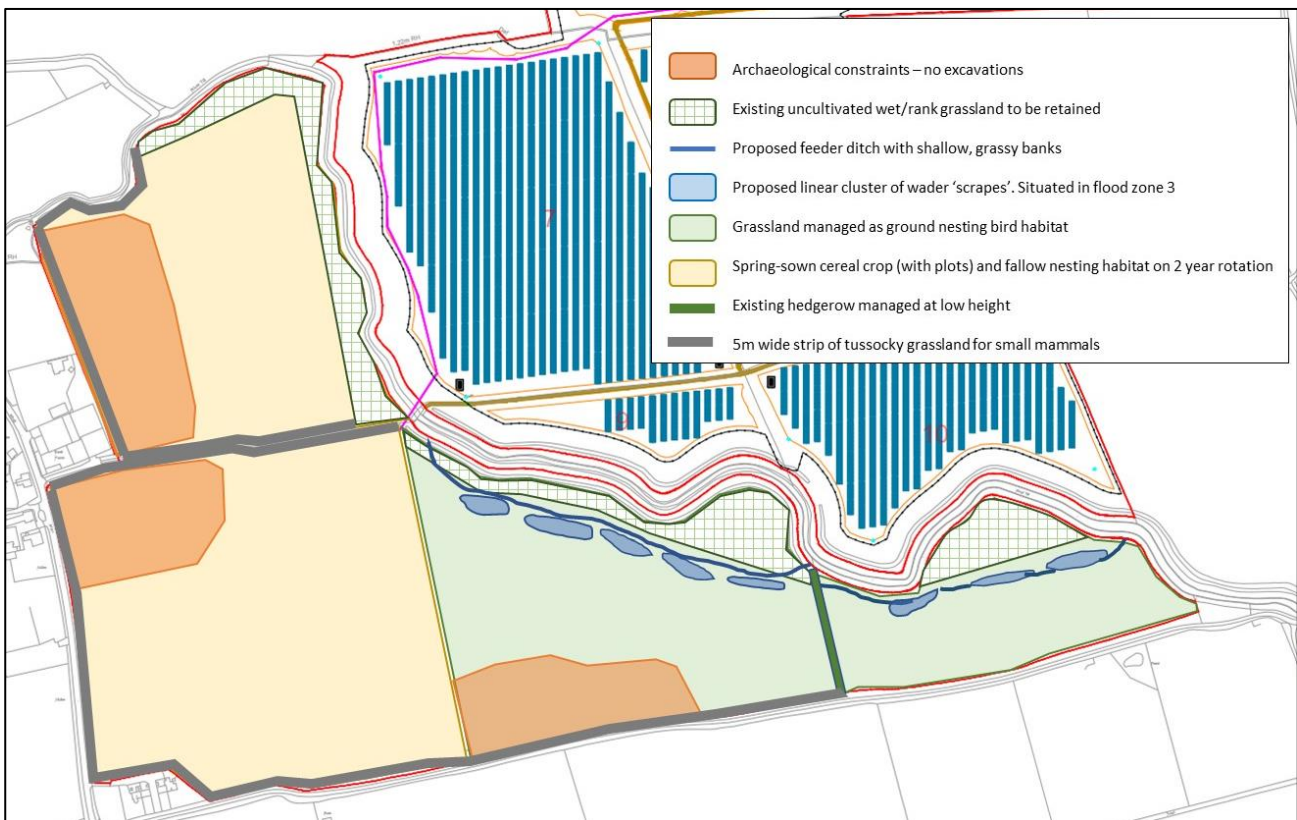 1.22m RH
Archaeological constraints – no excavations
Existing uncultivated wet/rank grassland to be retained
Proposed feeder ditch with shallow, grassy banks
Proposed linear cluster of wader ‘scrapes’. Situated in flood zone 3
Grassland managed as ground nesting bird habitat
Spring-sown cereal crop (with plots) and fallow nesting habitat on 2 year rotation
Existing hedgerow managed at low height
5m wide strip of tussocky grassland for small mammals
7
9
10